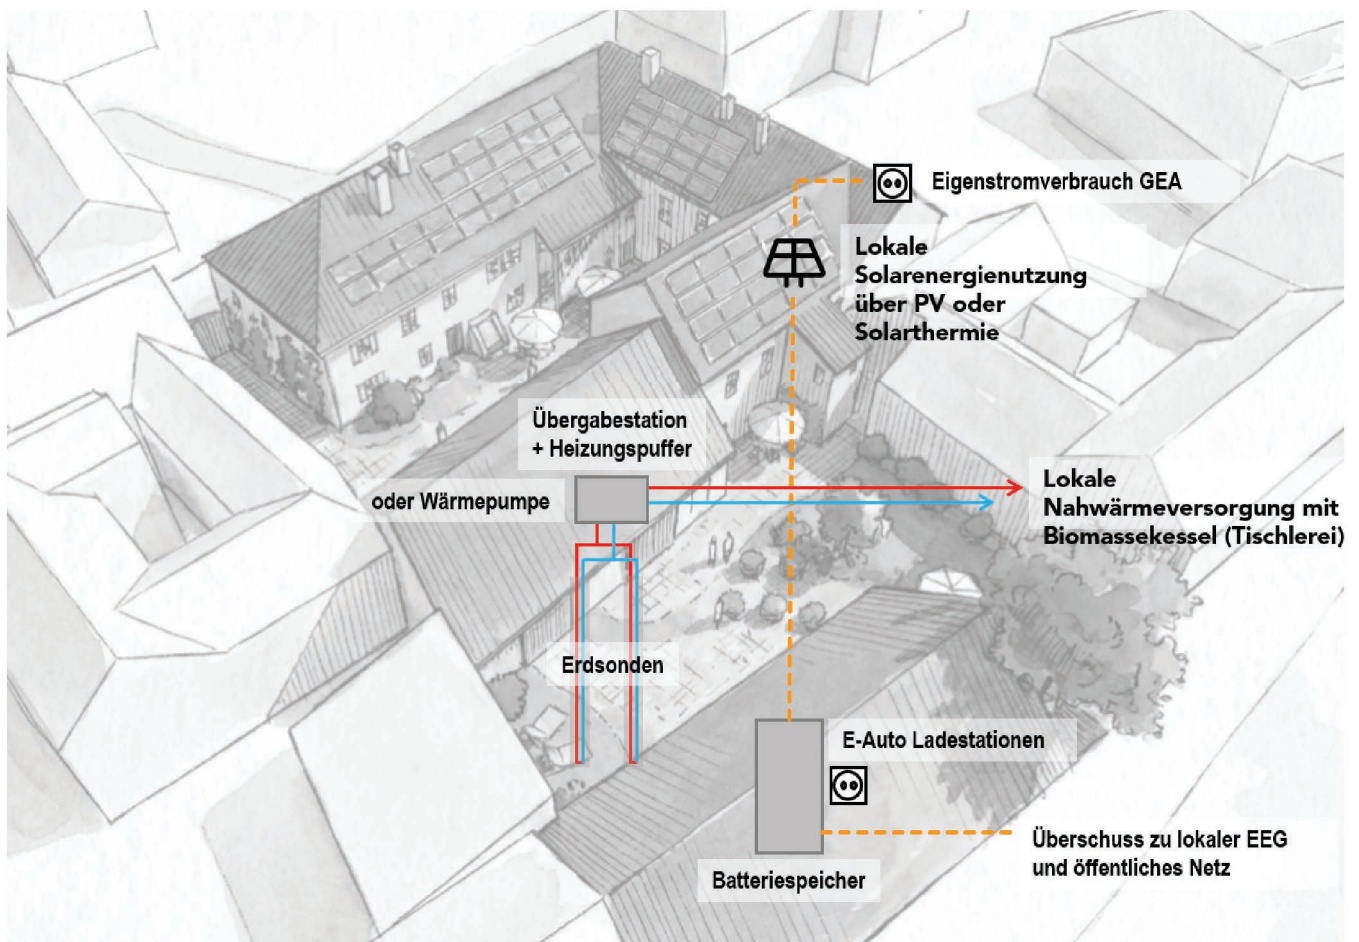 Eigenstromverbrauch GEA
Lokale
Solarenergienutzung
über PV oder
Solarthermie
Übergabestation
+ Heizungspuffer
oder Wärmepumpe
Lokale
Nahwärmeversorgung mit
Biomassekessel (Tischlerei)
Erdsonden
E-Auto Ladestationen
Überschuss zu lokaler EEG
und öffentliches Netz
Batteriespeicher